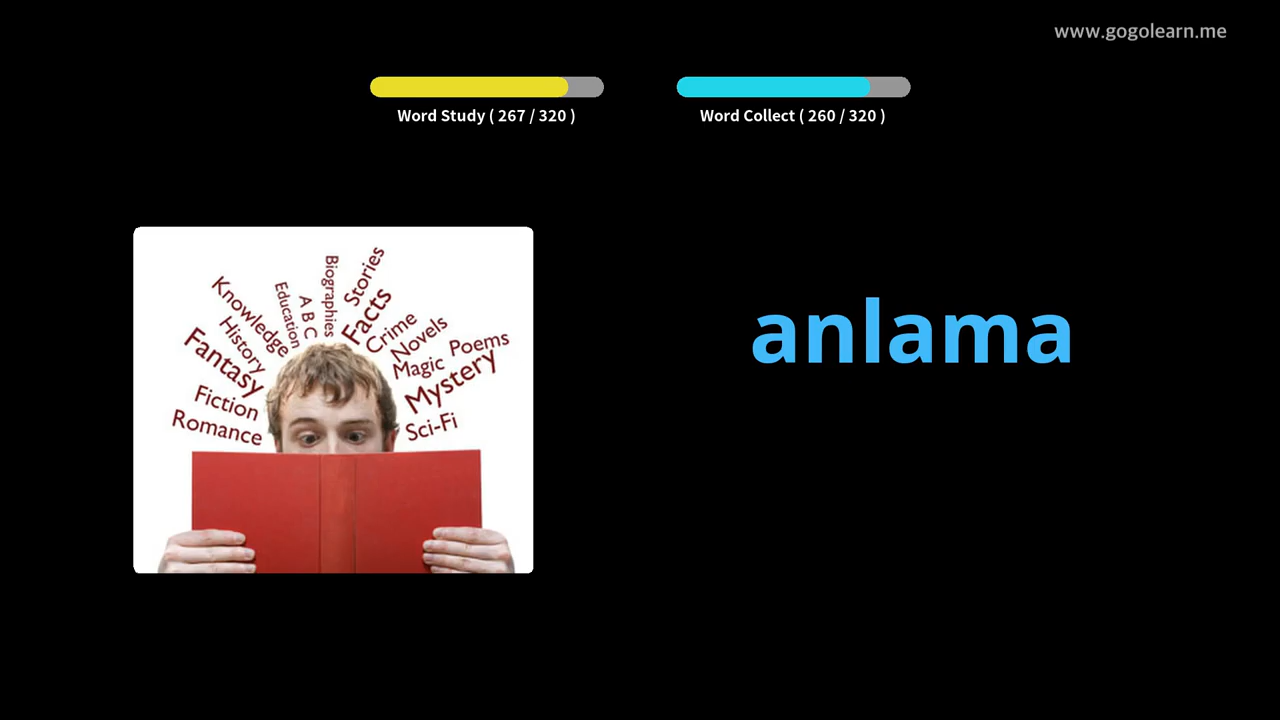 www.gogolearn.me
Word Study ( 267 / 320 )
Word Collect ( 260 / 320 )
Stories
Biographies
Facts
A B C
Education
Knowledge
Crime
Novels
History
Poems
Magic
Fantasy
Mystery
Fiction
Sci-Fi
Romance
anlama